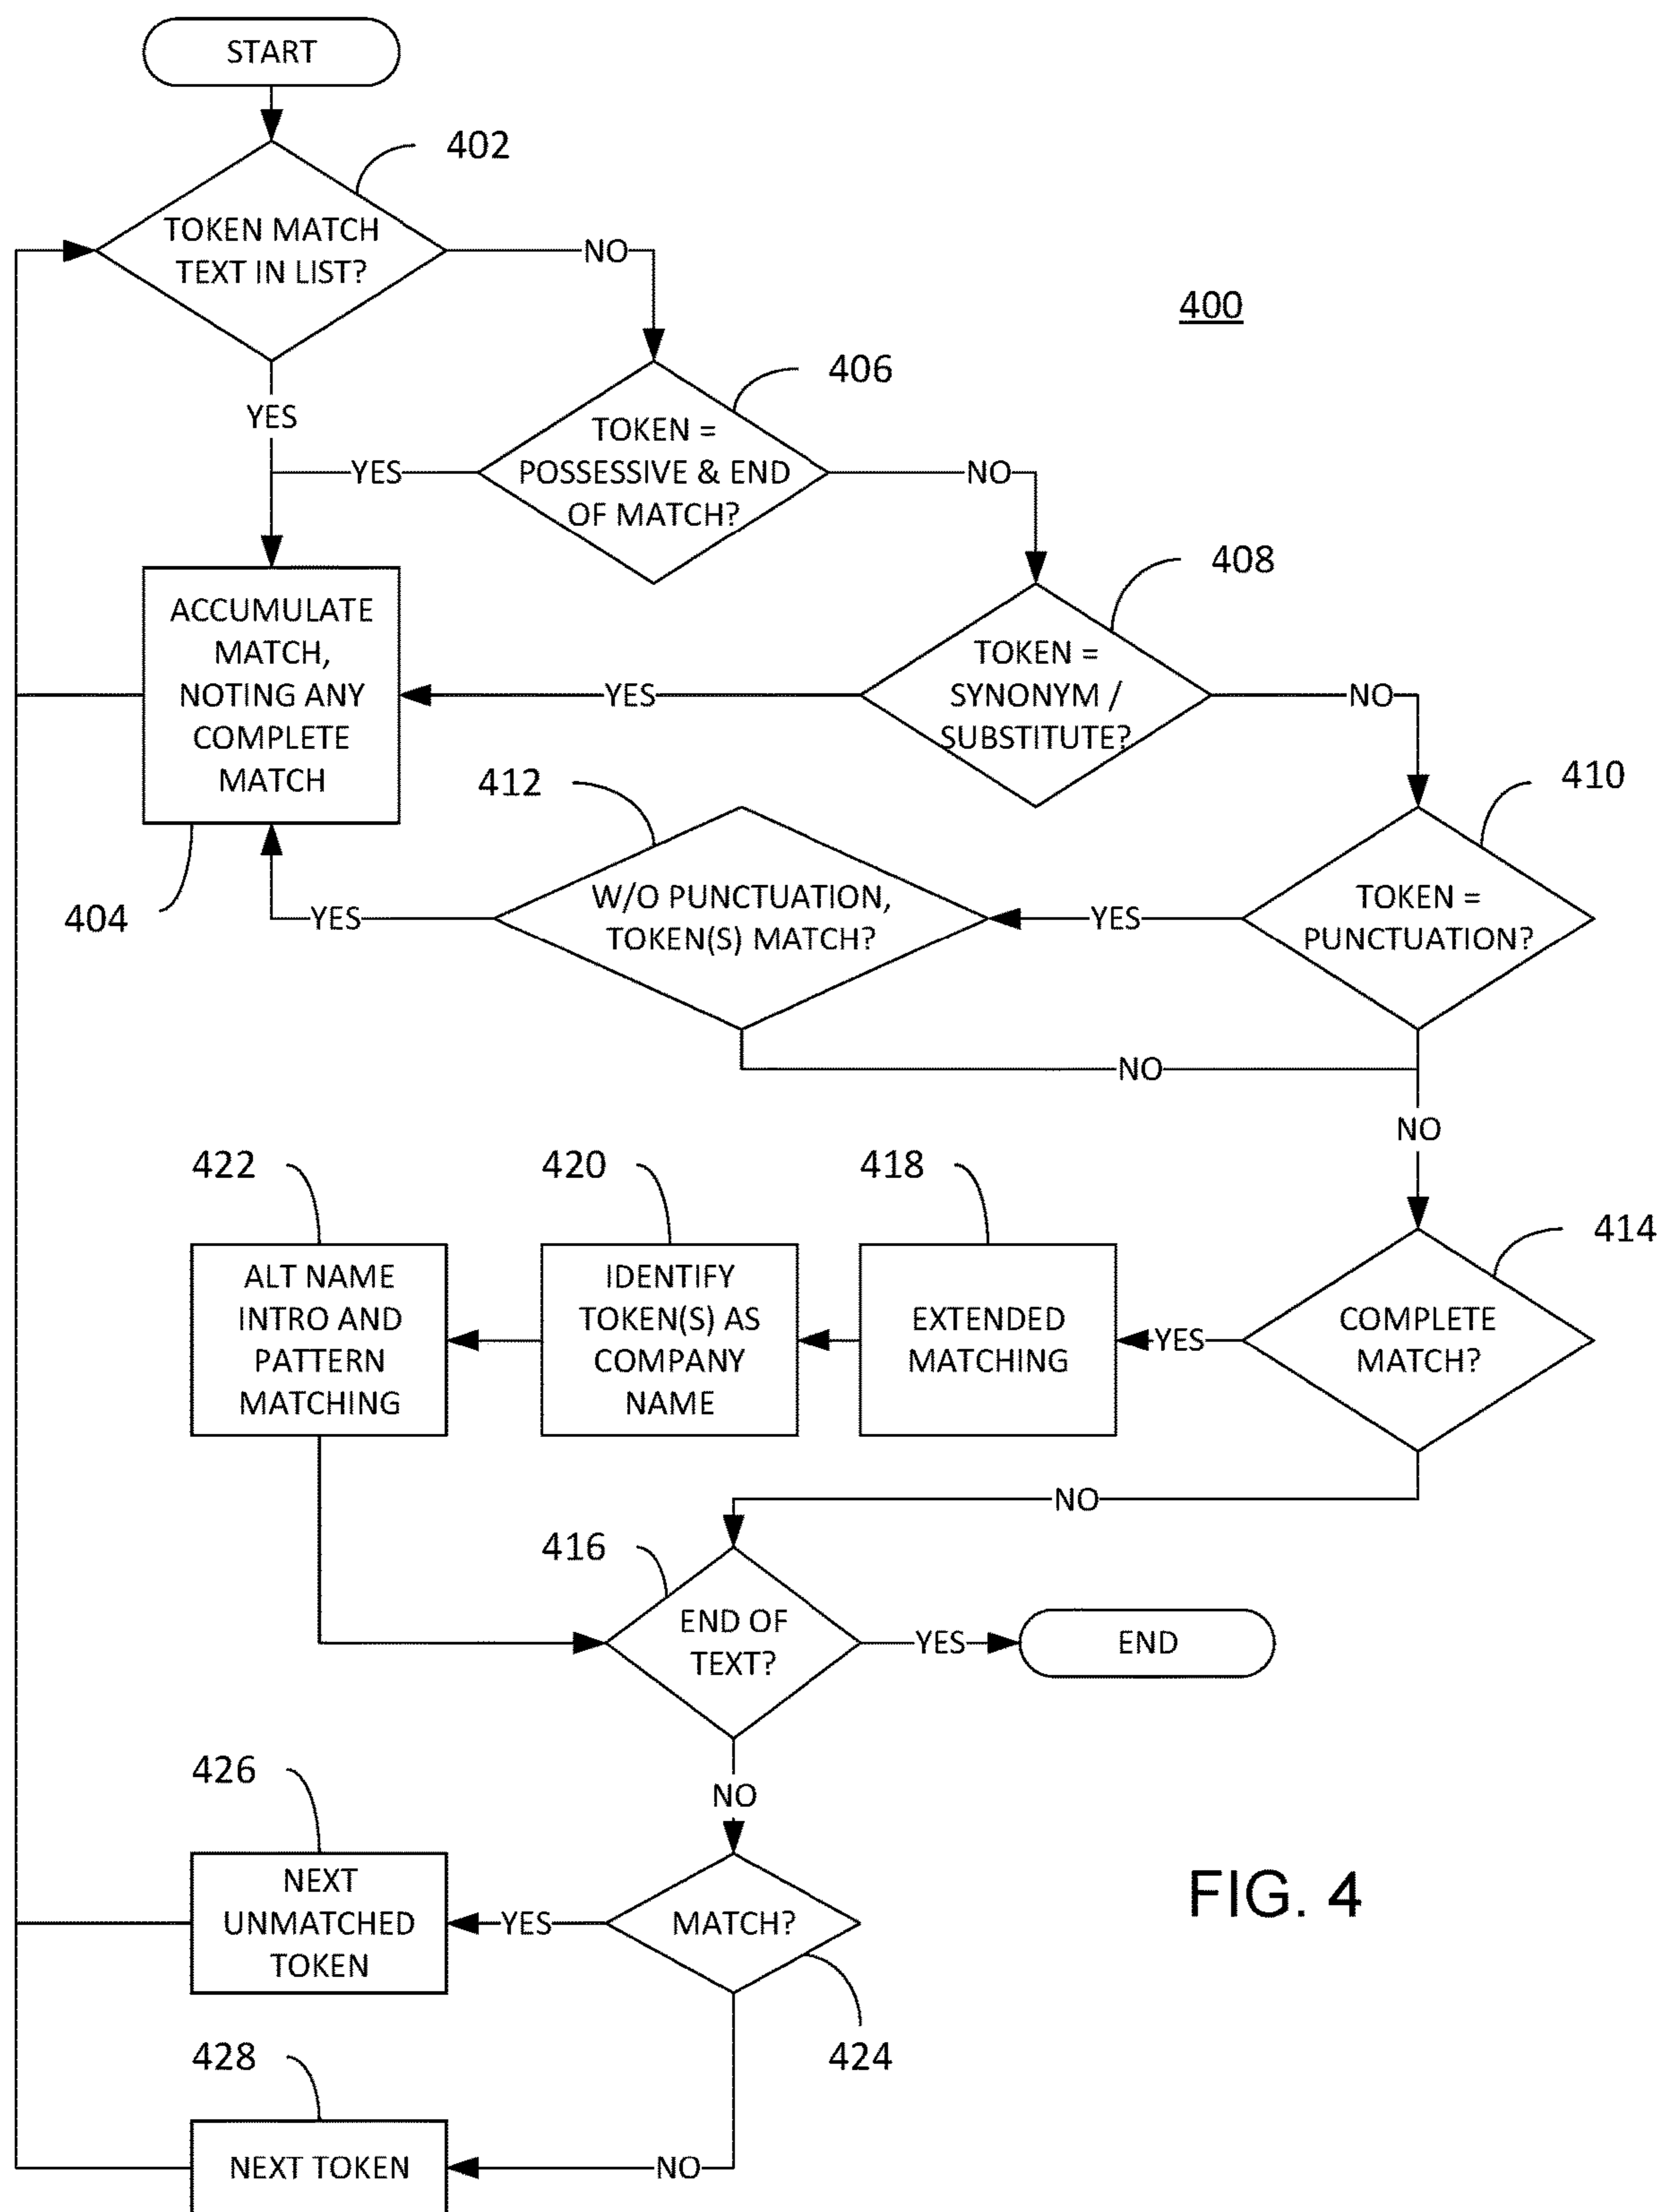 START
402
TOKEN MATCH
TEXT IN LIST?
NO
400
406
YES
TOKEN =
POSSESSIVE & END
OF MATCH?
YES
NO
408
ACCUMULATE
MATCH,
NOTING ANY
COMPLETE
MATCH
TOKEN =
SYNONYM /
SUBSTITUTE?
YES
NO
412
410
404
YES
W/O PUNCTUATION,
TOKEN(S) MATCH?
YES
TOKEN =
PUNCTUATION?
NO
NO
422
420
418
414
ALT NAME
INTRO AND
PATTERN
MATCHING
IDENTIFY
TOKEN(S) AS
COMPANY
NAME
EXTENDED
MATCHING
YES
COMPLETE
MATCH?
NO
416
END OF
TEXT?
YES
END
NO
426
NEXT
UNMATCHED
TOKEN
YES
MATCH?
FIG. 4
424
428
NEXT TOKEN
NO